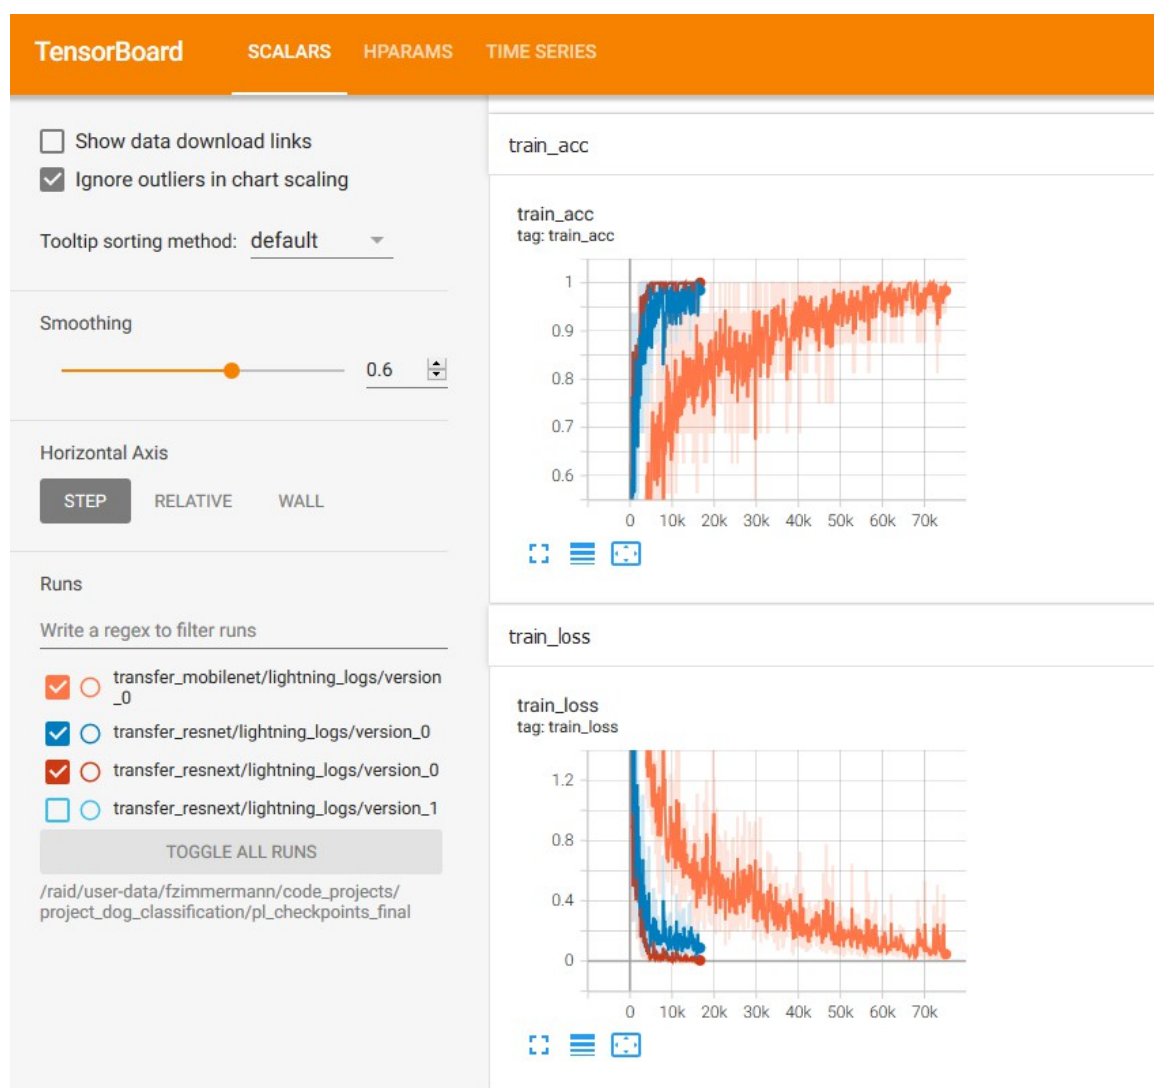 TensorBoard SCALARS HPARAMS TIME SERIES
Show data download links
Ignore outliers in chart scaling
Tooltip sorting method: default
Smoothing
0.6
Horizontal Axis
STEP RELATIVE WALL
Runs
Write a regex to filter runs
transfer_mobilenet/lightning_logs/version
_0
transfer_resnet/lightning_logs/version_0
transfer_resnext/lightning_logs/version_0
transfer_resnext/lightning_logs/version_1
TOGGLE ALL RUNS
/raid/user-data/fzimmermann/code_projects/
project_dog_classification/pl_checkpoints_final
train_acc
train_acc
tag: train_acc
1
0.9
0.8
0.7
0.6
0 10k 20k 30k 40k 50k 60k 70k
train_loss
train_loss
tag: train_loss
1.2
0.8
0.4
0
0 10k 20k 30k 40k 50k 60k 70k